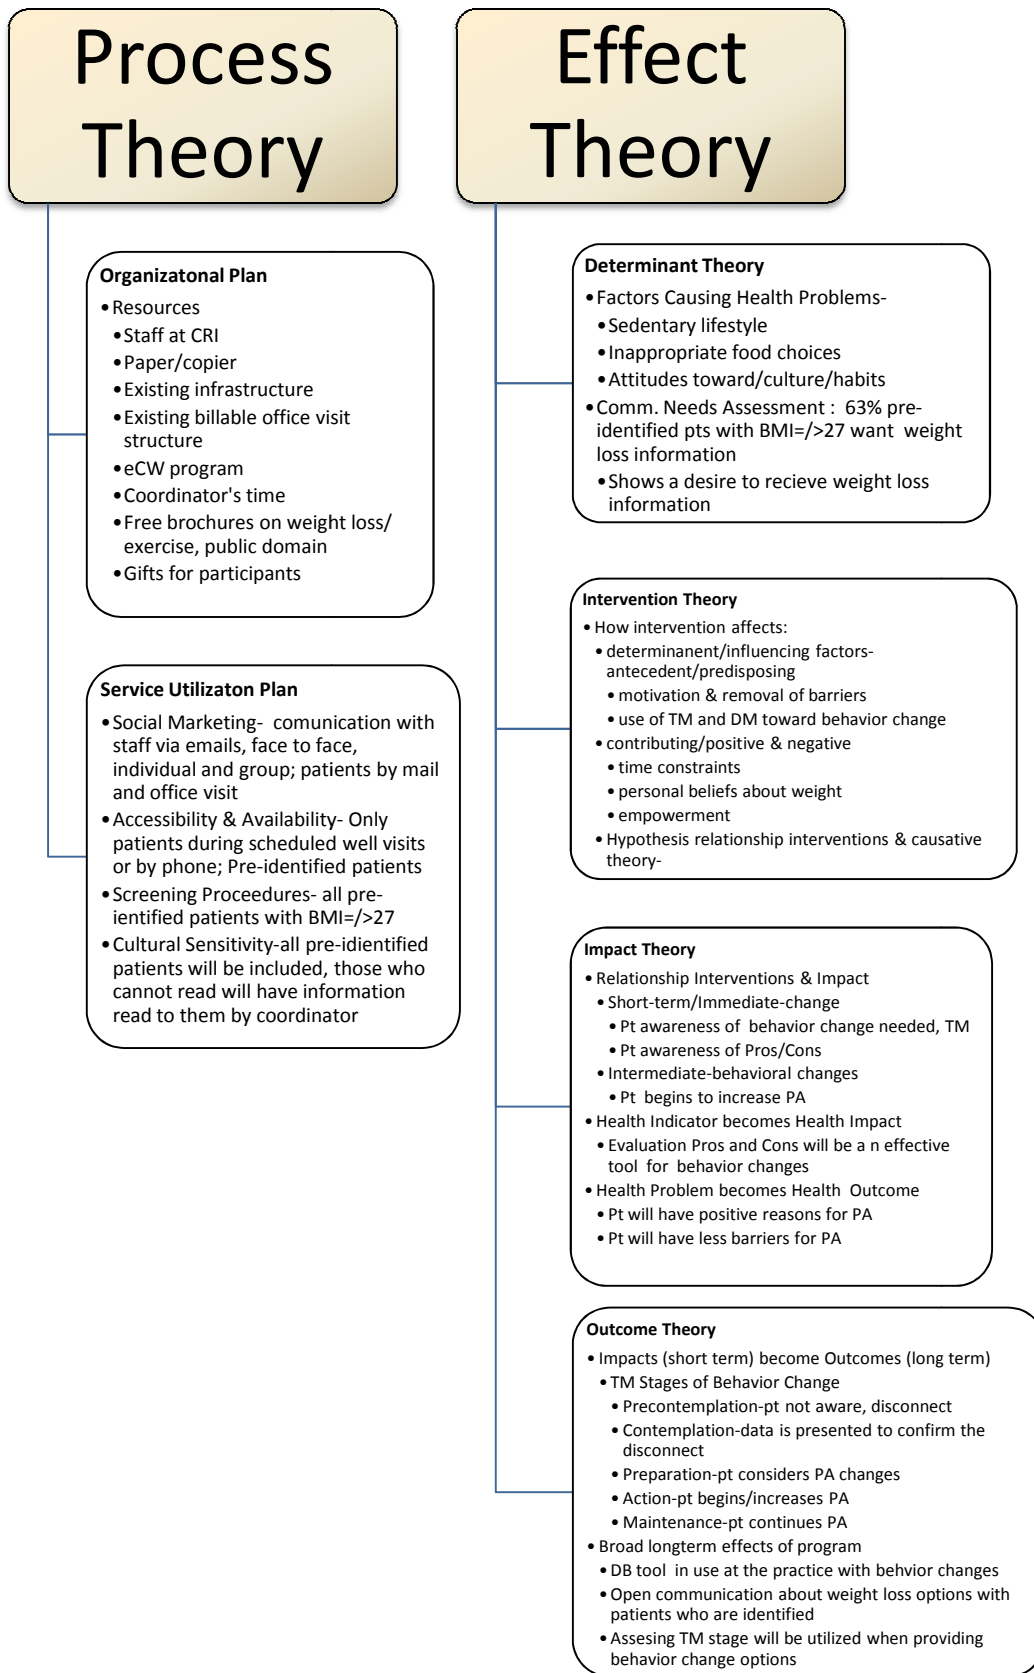 Process
Theory
Organizatonal Plan
•Resources
•Staff at CRI
•Paper/copier
•Existing infrastructure
•Existing billable office visit
structure
•eCW program
•Coordinator's time
•Free brochures on weight loss/
exercise, public domain
•Gifts for participants
Service Utilizaton Plan
•Social Marketing- comunication with
staff via emails, face to face,
individual and group; patients by mail
and office visit
•Accessibility & Availability- Only
patients during scheduled well visits
or by phone; Pre-identified patients
•Screening Proceedures- all pre-
ientified patients with BMI=/>27
•Cultural Sensitivity-all pre-idientified
patients will be included, those who
cannot read will have information
read to them by coordinator
Effect
Theory
Determinant Theory
•Factors Causing Health Problems-
•Sedentary lifestyle
•Inappropriate food choices
•Attitudes toward/culture/habits
•Comm. Needs Assessment : 63% pre-
identified pts with BMI=/>27 want weight
loss information
•Shows a desire to recieve weight loss
information
Intervention Theory
•How intervention affects:
•determinanent/influencing factors-
antecedent/predisposing
•motivation & removal of barriers
•use of TM and DM toward behavior change
•contributing/positive & negative
•time constraints
•personal beliefs about weight
•empowerment
•Hypothesis relationship interventions & causative
theory-
Impact Theory
•Relationship Interventions & Impact
•Short-term/Immediate-change
•Pt awareness of behavior change needed, TM
•Pt awareness of Pros/Cons
•Intermediate-behavioral changes
•Pt begins to increase PA
•Health Indicator becomes Health Impact
•Evaluation Pros and Cons will be a n effective
tool for behavior changes
•Health Problem becomes Health Outcome
•Pt will have positive reasons for PA
•Pt will have less barriers for PA
Outcome Theory
•Impacts (short term) become Outcomes (long term)
•TM Stages of Behavior Change
•Precontemplation-pt not aware, disconnect
•Contemplation-data is presented to confirm the
disconnect
•Preparation-pt considers PA changes
•Action-pt begins/increases PA
•Maintenance-pt continues PA
•Broad longterm effects of program
•DB tool in use at the practice with behvior changes
•Open communication about weight loss options with
patients who are identified
•Assesing TM stage will be utilized when providing
behavior change options